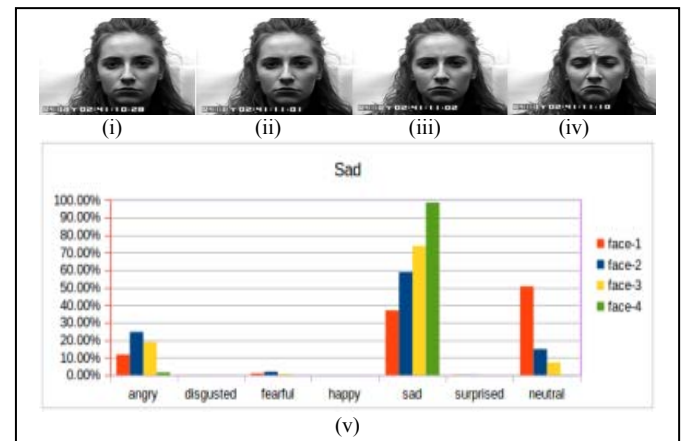 (i) (ii) (iii) (iv)
Sad
100.00%
90.00%
80.00%
70.00%
60.00%
50.00%
40.00%
30.00%
20.00%
10.00%
0.00%
angry disgusted fearful happy sad surprised neutral
face-1
face-2
face-3
face-4
(v)